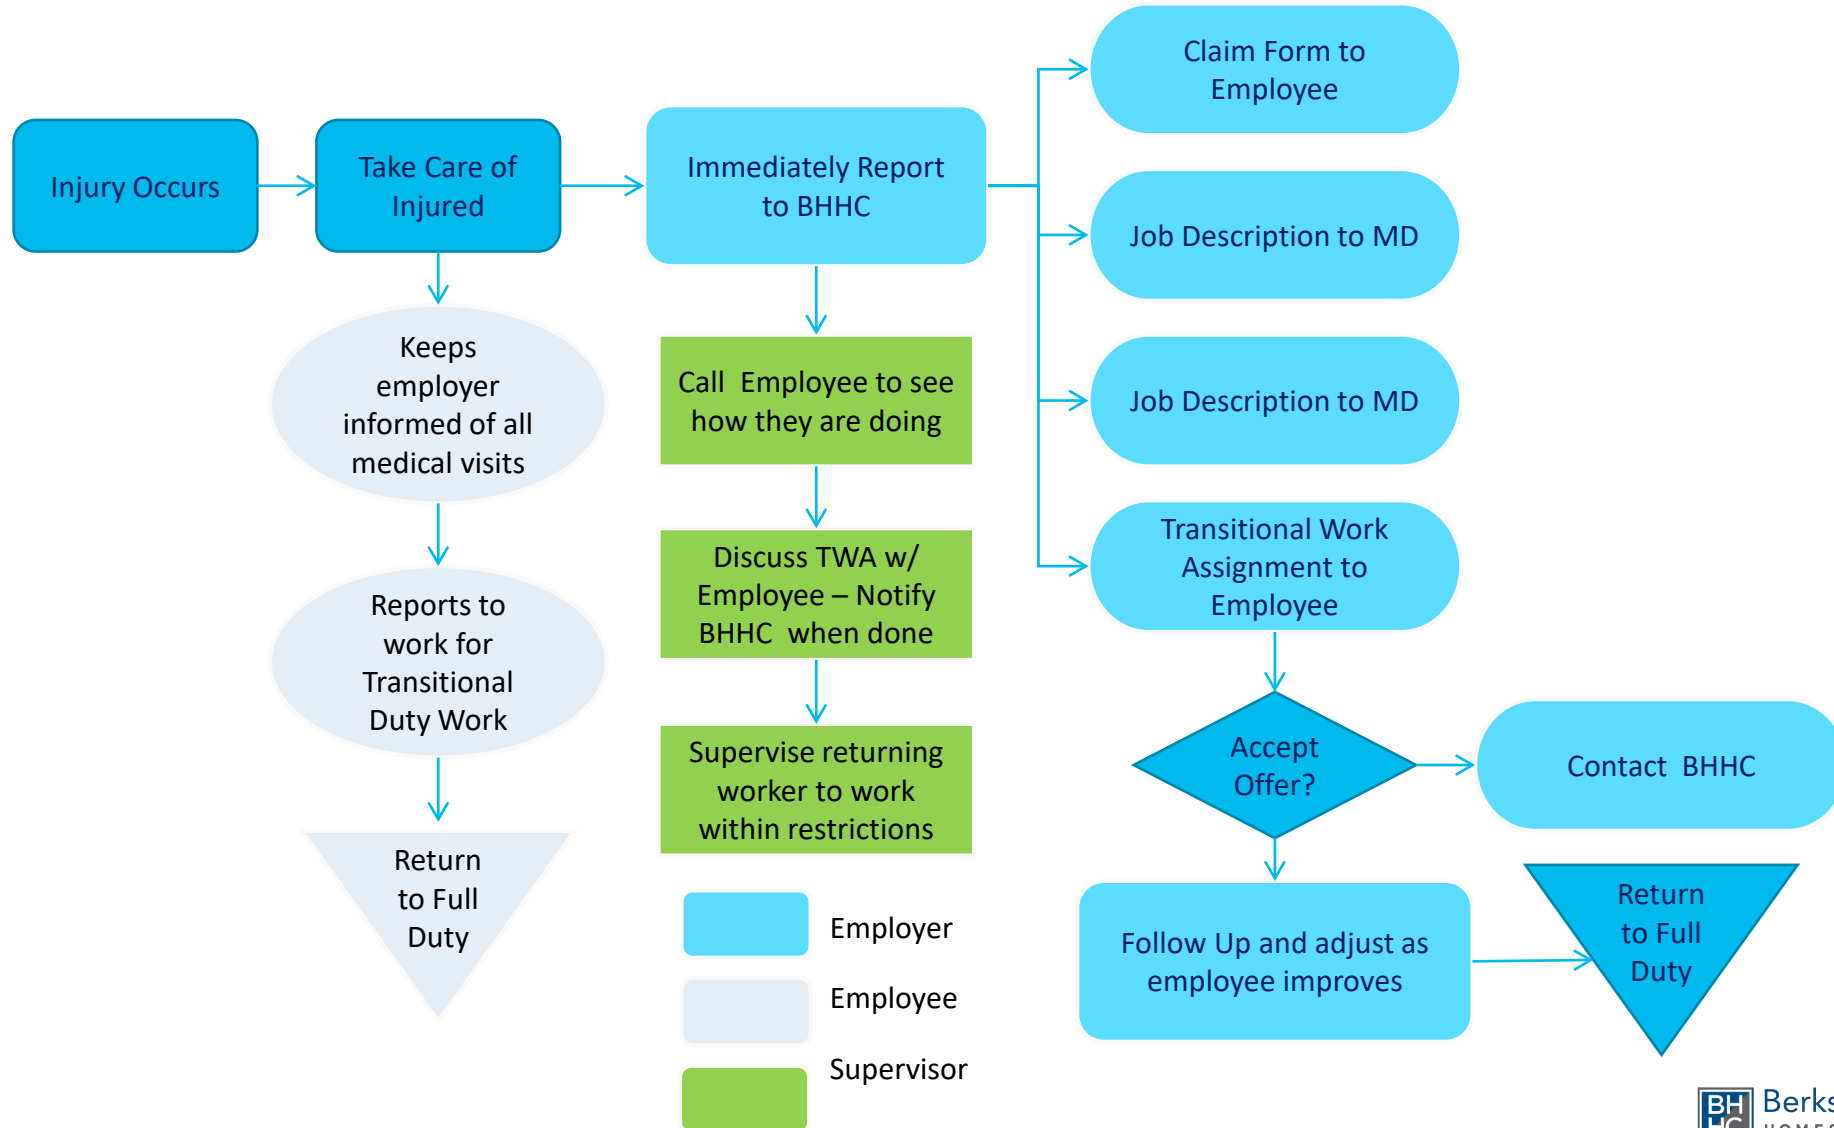 Injury Occurs
Take Care of
Injured
Immediately Report
to BHHC
Claim Form to
Employee
Job Description to MD
Job Description to MD
Transitional Work
Assignment to
Employee
Keeps
employer
informed of all
medical visits
Reports to
work for
Transitional
Duty Work
Return
to Full
Duty
Call  Employee to see
how they are doing
Discuss TWA w/
Employee – Notify
BHHC  when done
Supervise returning
worker to work
within restrictions
Accept
Offer?
Contact  BHHC
Follow Up and adjust as
employee improves
Return
to Full
Duty
Employer
Employee
Supervisor
BH
HC